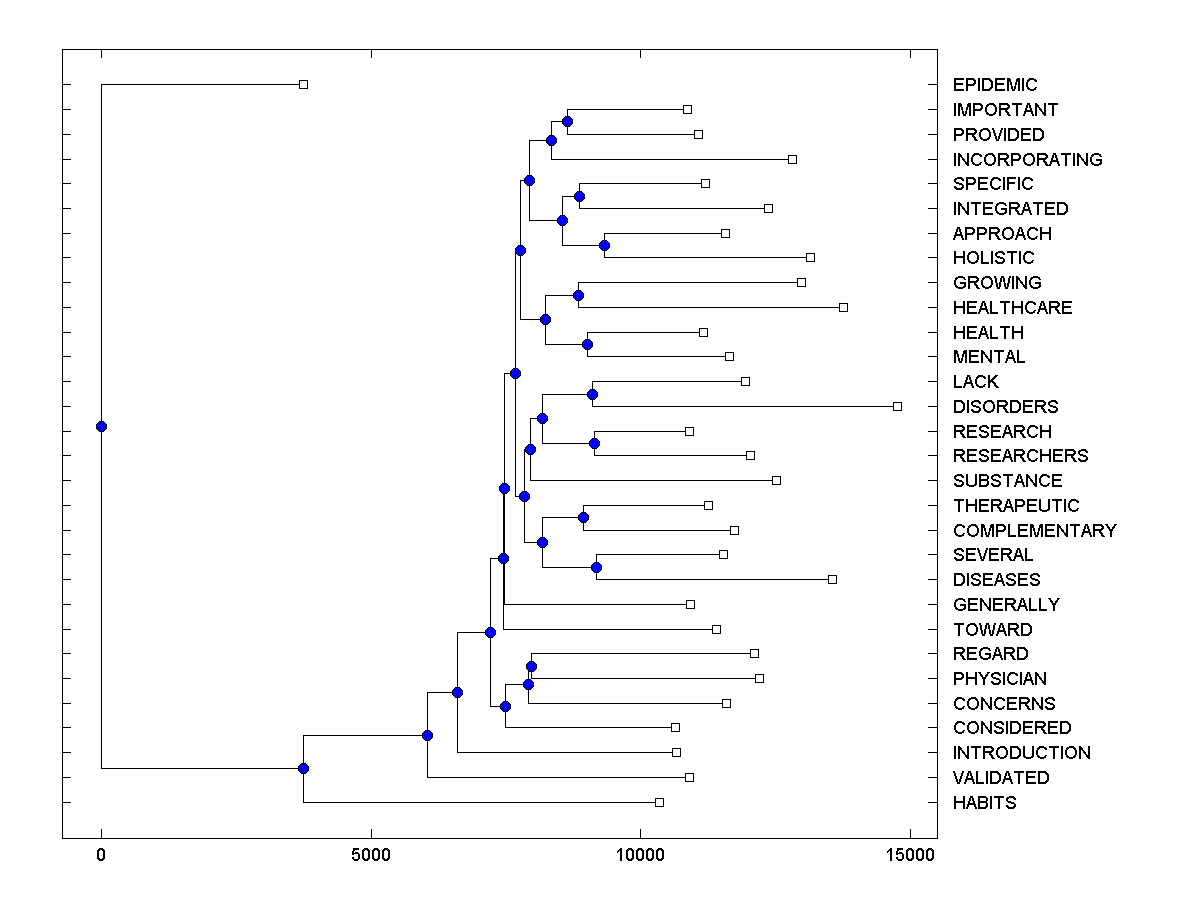 EPIDEMIC
IMPORTANT
PROVIDED
INCORPORATING
SPECIFIC
INTEGRATED
APPROACH
HOLISTIC
GROWING
HEALTHCARE
HEALTH
MENTAL
LACK
DISORDERS
RESEARCH
RESEARCHERS
SUBSTANCE
THERAPEUTIC
COMPLEMENTARY
SEVERAL
DISEASES
GENERALLY
TOWARD
REGARD
PHYSICIAN
CONCERNS
CONSIDERED
INTRODUCTION
VALIDATED
HABITS
0 5000 10000 15000